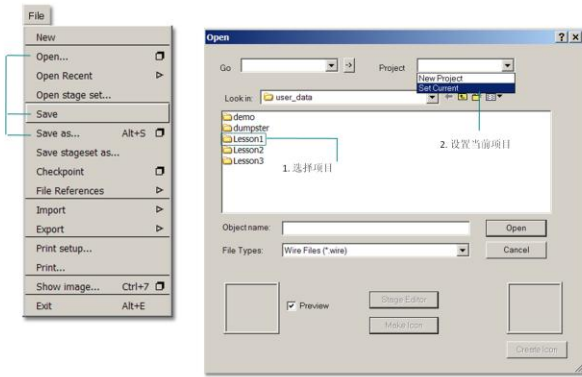 File
New
Open...
Open Recent
Open stage set...
Save
Save as... Alt+S
Save stageset as...
Checkpoint
File References
Import
Export
Print setup...
Print...
Show image... Ctrl+7
Exit Alt+E
Open
Go
Project
New Project
Set Current
Look in: user_data
demo
dumpster
Lesson1
Lesson2
Lesson3
1. 选择项目
2. 设置当前项目
Object name:
Open
File Types: Wire Files (*.wire)
Cancel
Preview
Stage Editor
Make Icon
Create Icon